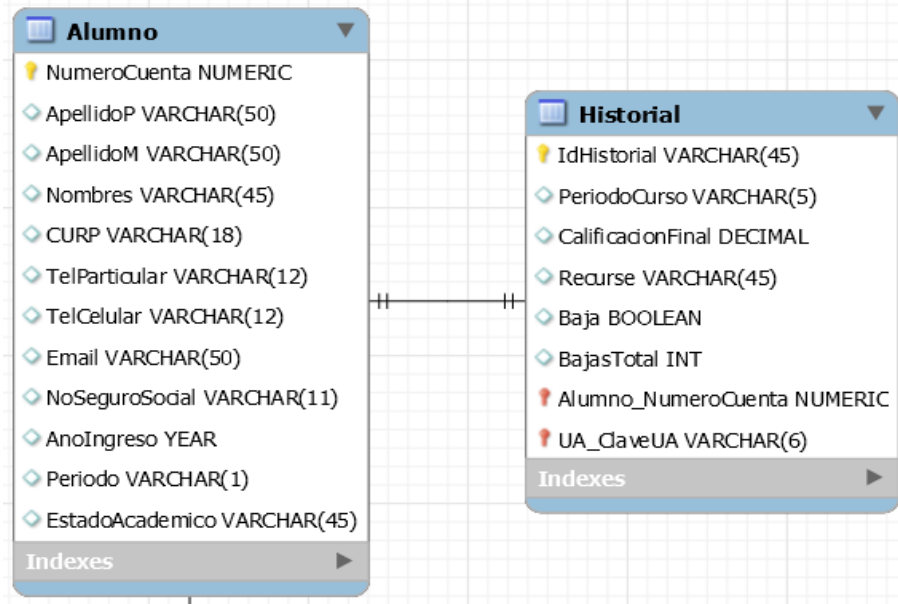 Alumno
NumeroCuenta NUMERIC
ApellidoP VARCHAR(50)
ApellidoM VARCHAR(50)
Nombres VARCHAR(45)
CURP VARCHAR(18)
TelParticular VARCHAR(12)
TelCelular VARCHAR(12)
Email VARCHAR(50)
NoSeguroSocial VARCHAR(11)
AnoIngreso YEAR
Periodo VARCHAR(1)
EstadoAcademico VARCHAR(45)
Indexes
Historial
IdHistorial VARCHAR(45)
PeriodoCurso VARCHAR(5)
CalificacionFinal DECIMAL
Recurse VARCHAR(45)
Baja BOOLEAN
BajasTotal INT
Alumno_NumeroCuenta NUMERIC
UA_ClaveUA VARCHAR(6)
Indexes